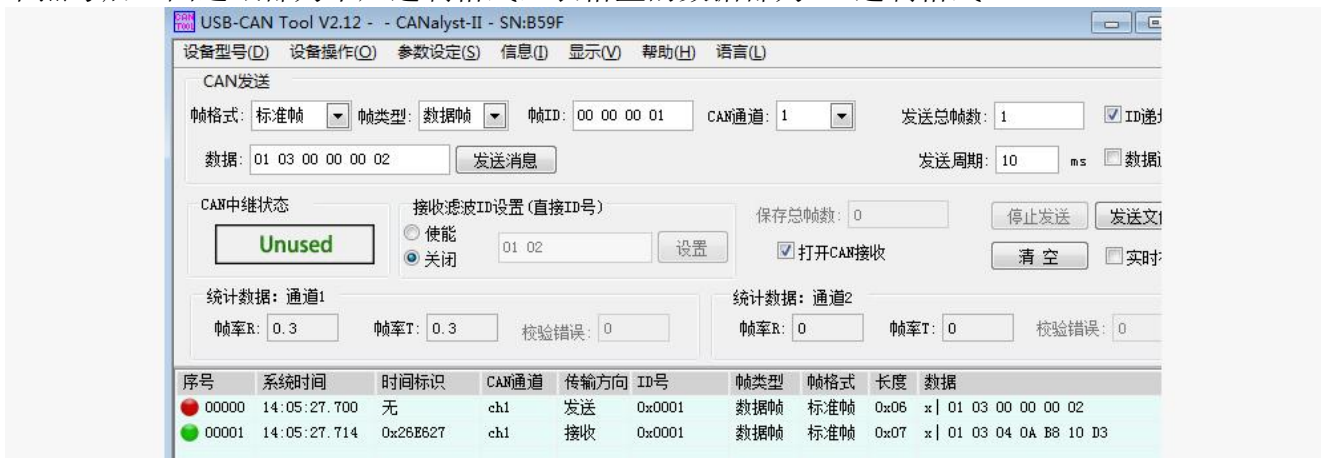 USB-CAN Tool V2.12 - - CANalyst-II - SN:B59F
设备型号(D) 设备操作(O) 参数设定(S) 信息(I) 显示(V) 帮助(H) 语言(L)
CAN发送
帧格式: 标准帧 帧类型: 数据帧 帧ID: 00 00 00 01 CAN通道: 1 发送总帧数: 1 ID递
数据: 01 03 00 00 00 02 发送消息 发送周期: 10 ms 数据
CAN中继状态 接收滤波ID设置(直接ID号) 保存总帧数: 0 停止发送 发送文
Unused 使能 01 02 设置 打开CAN接收 清空 实时
关闭
统计数据: 通道1 统计数据: 通道2
帧率R: 0.3 帧率T: 0.3 校验错误: 0 帧率R: 0 帧率T: 0 校验错误: 0
序号 系统时间 时间标识 CAN通道 传输方向 ID号 帧类型 帧格式 长度 数据
00000 14:05:27.700 无 ch1 发送 0x0001 数据帧 标准帧 0x06 x| 01 03 00 00 00 02
00001 14:05:27.714 0x26E627 ch1 接收 0x0001 数据帧 标准帧 0x07 x| 01 03 04 0A B8 10 D3